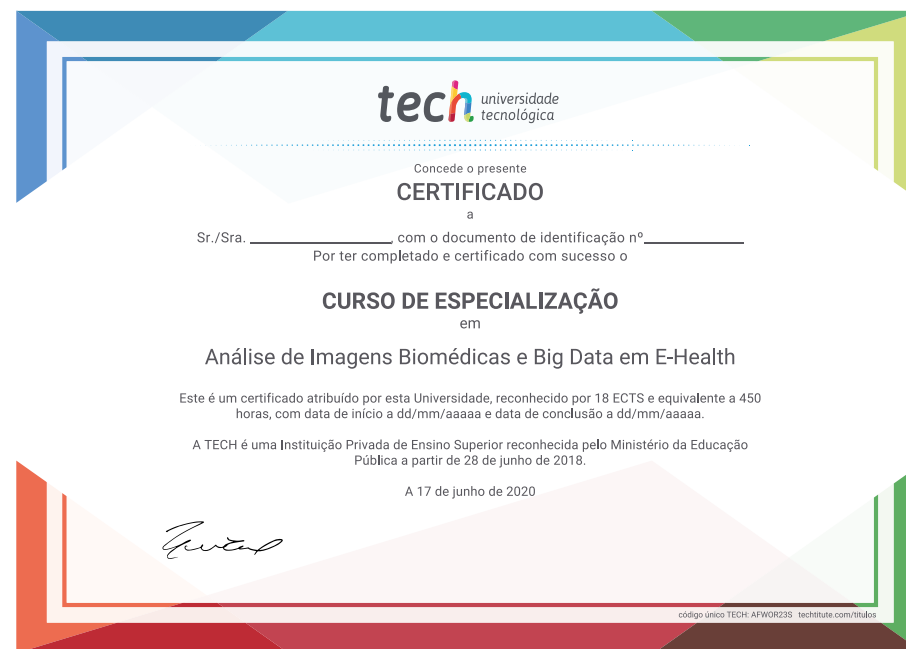 tech universidade
tecnológica
Concede o presente
CERTIFICADO
a
Sr./Sra. ____________________, com o documento de identificação nº______________
Por ter completado e certificado com sucesso o
CURSO DE ESPECIALIZAÇÃO
em
Análise de Imagens Biomédicas e Big Data em E-Health
Este é um certificado atribuído por esta Universidade, reconhecido por 18 ECTS e equivalente a 450
horas, com data de início a dd/mm/aaaaa e data de conclusão a dd/mm/aaaaa.
A TECH é uma Instituição Privada de Ensino Superior reconhecida pelo Ministério da Educação
Pública a partir de 28 de junho de 2018.
A 17 de junho de 2020
código único TECH: AFWOR23S techtitute.com/titulos